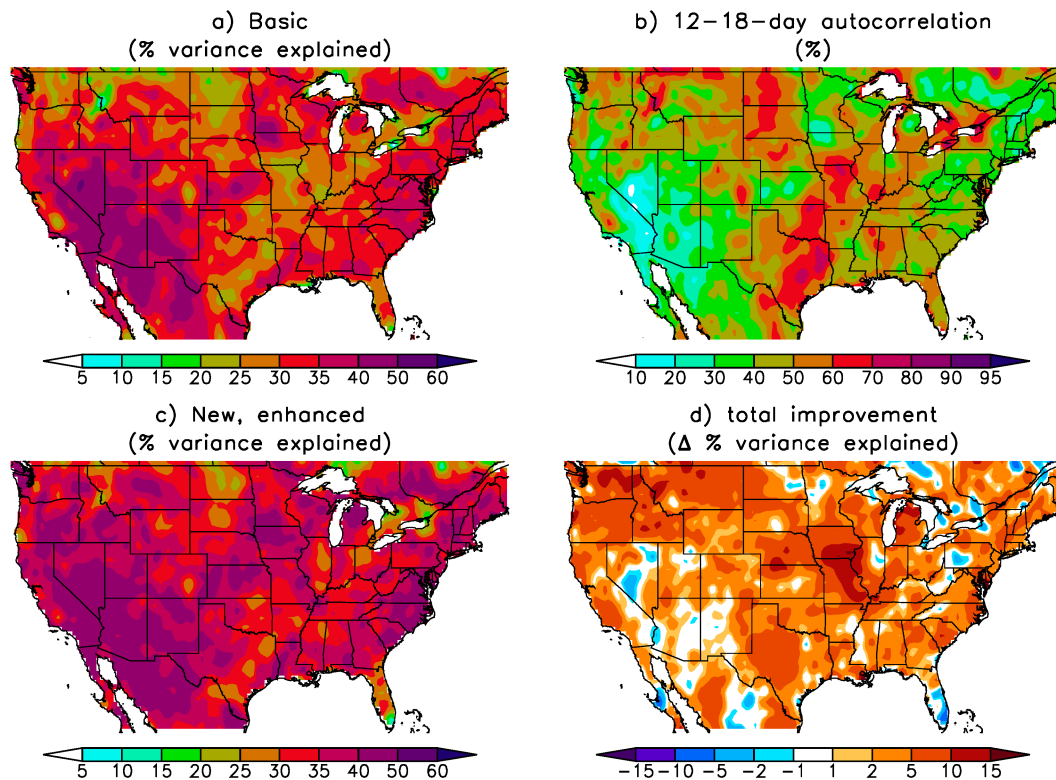 a) Basic
(% variance explained)
b) 12-18-day autocorrelation
(%)
5 10 15 20 25 30 35 40 50 60
10 20 30 40 50 60 70 80 90 95
c) New, enhanced
(% variance explained)
d) total improvement
(Δ % variance explained)
5 10 15 20 25 30 35 40 50 60
-15 -10 -5 -2 -1 1 2 5 10 15